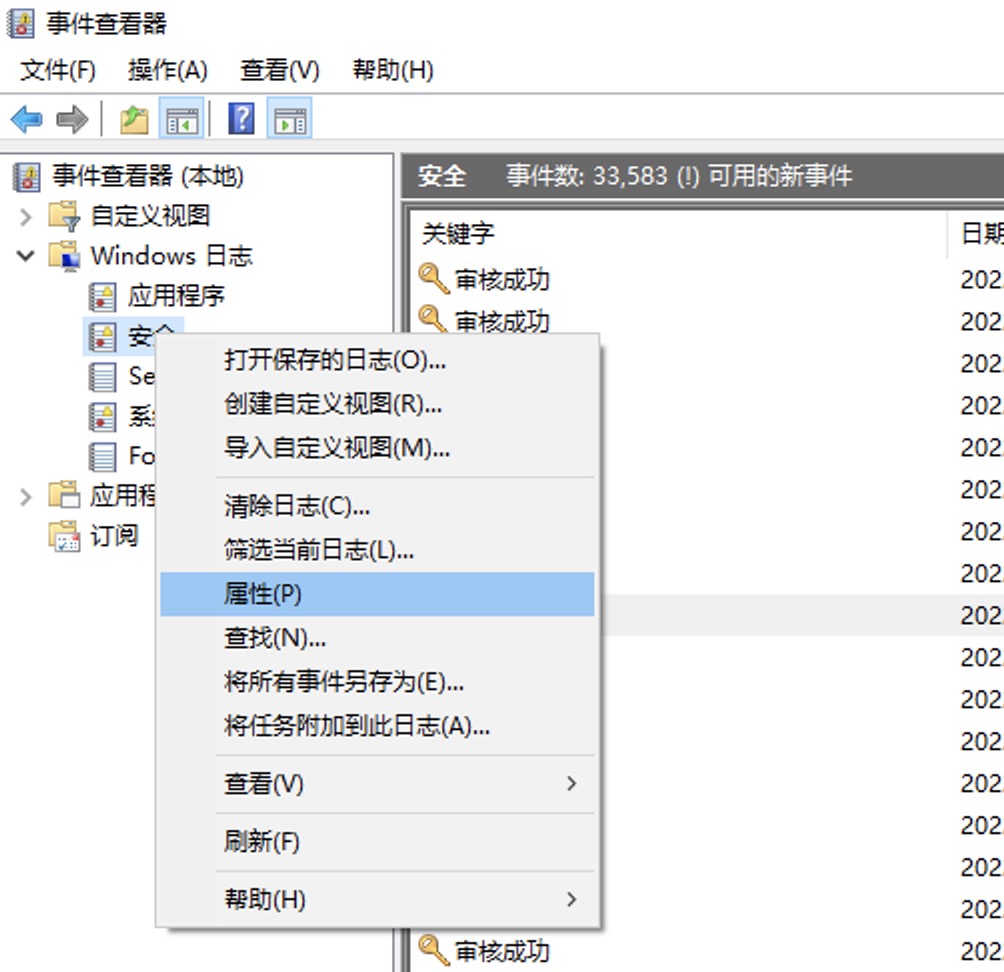 事件查看器
文件(F) 操作(A) 查看(V) 帮助(H)
事件查看器 (本地)
自定义视图
Windows 日志
应用程序
安全
Se
系
Fo
应用程
订阅
安全 事件数: 33,583 (!) 可用的新事件
关键字 日期
审核成功 202
审核成功 202
202
202
202
202
202
202
202
202
202
202
202
202
202
202
审核成功 202
打开保存的日志(O)...
创建自定义视图(R)...
导入自定义视图(M)...
清除日志(C)...
筛选当前日志(L)...
属性(P)
查找(N)...
将所有事件另存为(E)...
将任务附加到此日志(A)...
查看(V)
刷新(F)
帮助(H)